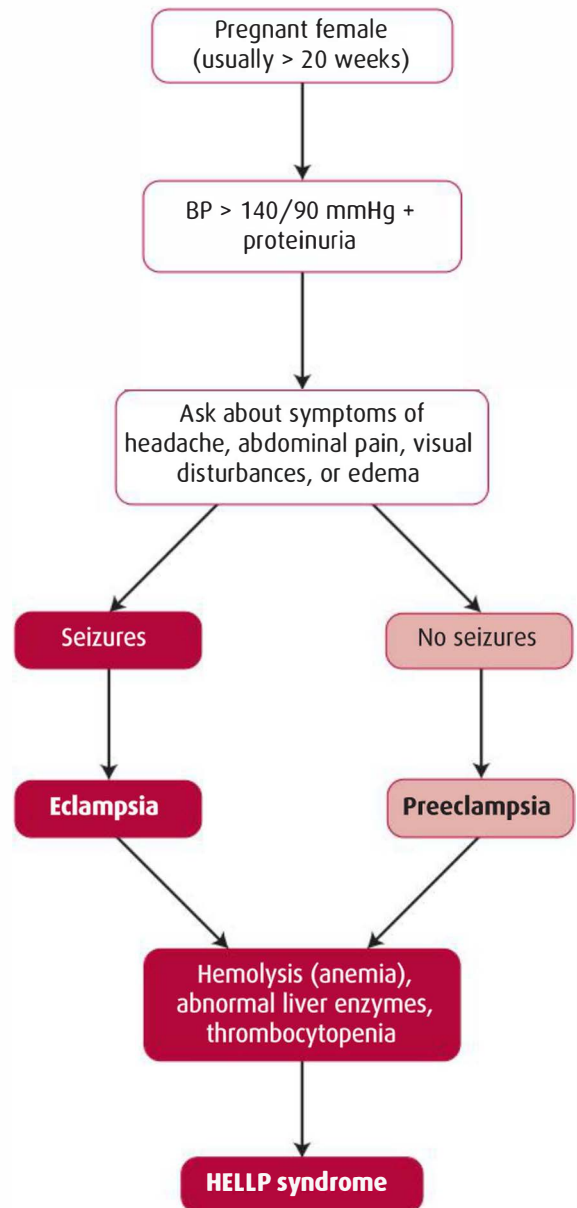 Pregnant female
(usually > 20 weeks)
BP > 140/90 mmHg +
proteinuria
Ask about symptoms of
headache, abdominal pain, visual
disturbances, or edema
Seizures
No seizures
Eclampsia
Preeclampsia
Hemolysis (anemia),
abnormal liver enzymes,
thrombocytopenia
HELLP syndrome